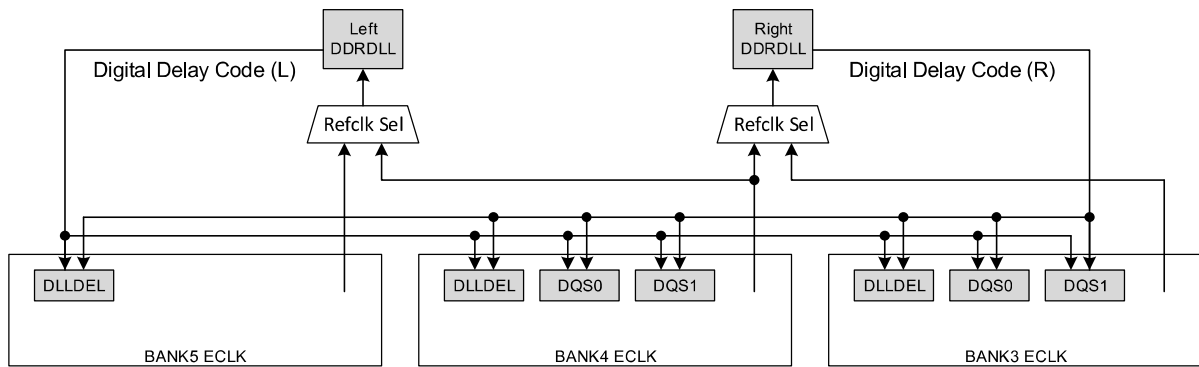 Left
DDRDLL
Right
DDRDLL
Digital Delay Code (L)
Digital Delay Code (R)
Refclk Sel
Refclk Sel
DLLDEL
DLLDEL
DQS0
DQS1
DLLDEL
DQS0
DQS1
BANK5 ECLK
BANK4 ECLK
BANK3 ECLK